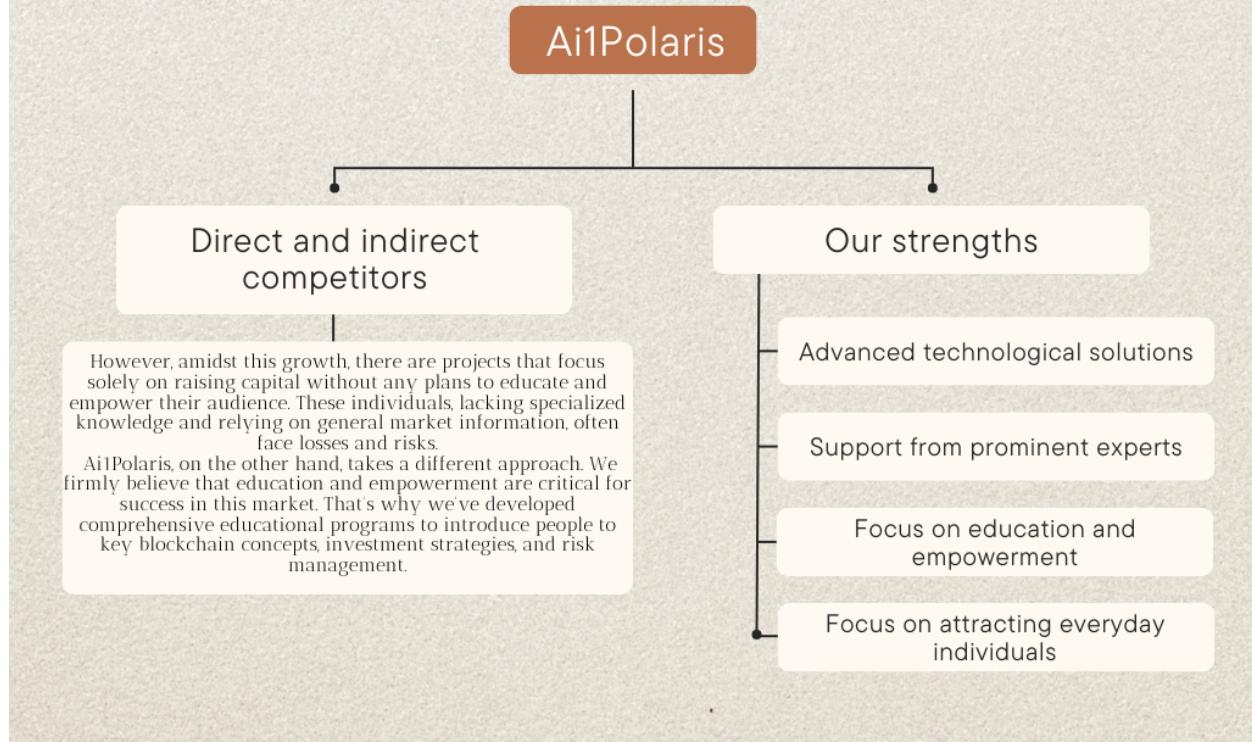 Ai1Polaris
Direct and indirect
competitors
However, amidst this growth, there are projects that focus
solely on raising capital without any plans to educate and
empower their audience. These individuals, lacking specialized
knowledge and relying on general market information, often
face losses and risks.
Ai1Polaris, on the other hand, takes a different approach. We
firmly believe that education and empowerment are critical for
success in this market. That's why we've developed
comprehensive educational programs to introduce people to
key blockchain concepts, investment strategies, and risk
management.
Our strengths
Advanced technological solutions
Support from prominent experts
Focus on education and
empowerment
Focus on attracting everyday
individuals